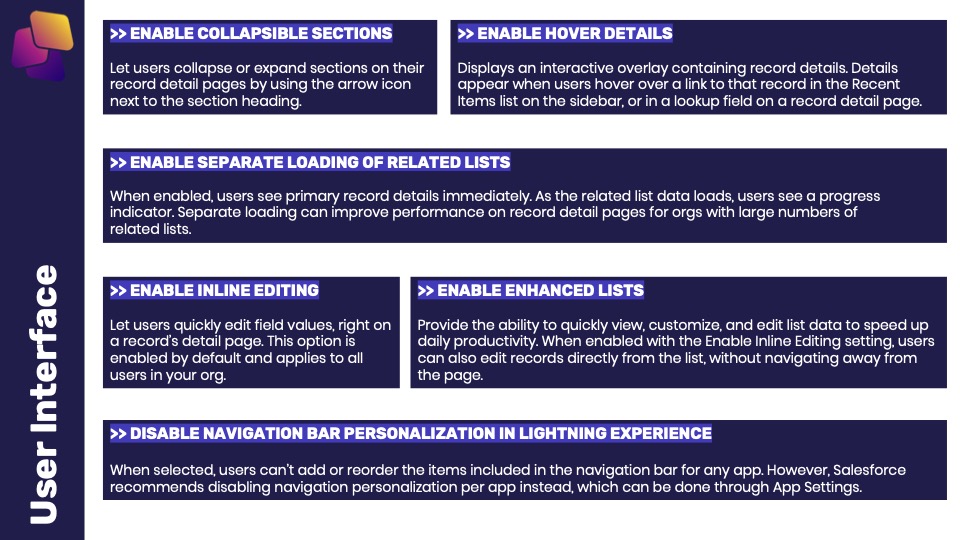 User Interface
>> ENABLE COLLAPSIBLE SECTIONS
Let users collapse or expand sections on their
record detail pages by using the arrow icon
next to the section heading.
>> ENABLE HOVER DETAILS
Displays an interactive overlay containing record details. Details
appear when users hover over a link to that record in the Recent
Items list on the sidebar, or in a lookup field on a record detail page.
>> ENABLE SEPARATE LOADING OF RELATED LISTS
When enabled, users see primary record details immediately. As the related list data loads, users see a progress
indicator. Separate loading can improve performance on record detail pages for orgs with large numbers of
related lists.
>> ENABLE INLINE EDITING
Let users quickly edit field values, right on
a record's detail page. This option is
enabled by default and applies to all
users in your org.
>> ENABLE ENHANCED LISTS
Provide the ability to quickly view, customize, and edit list data to speed up
daily productivity. When enabled with the Enable Inline Editing setting, users
can also edit records directly from the list, without navigating away from
the page.
>> DISABLE NAVIGATION BAR PERSONALIZATION IN LIGHTNING EXPERIENCE
When selected, users can't add or reorder the items included in the navigation bar for any app. However, Salesforce
recommends disabling navigation personalization per app instead, which can be done through App Settings.